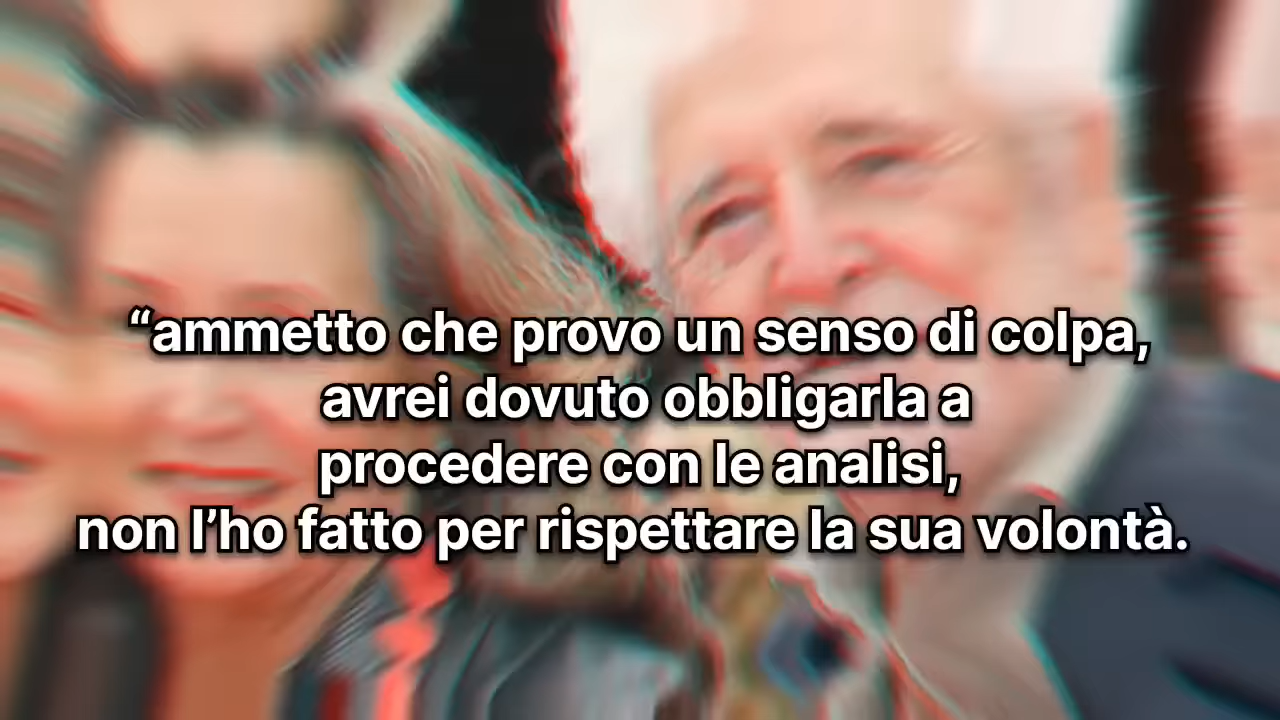 “ammetto che provo un senso di colpa,
avrei dovuto obbligarla a
procedere con le analisi,
non l’ho fatto per rispettare la sua volontà.